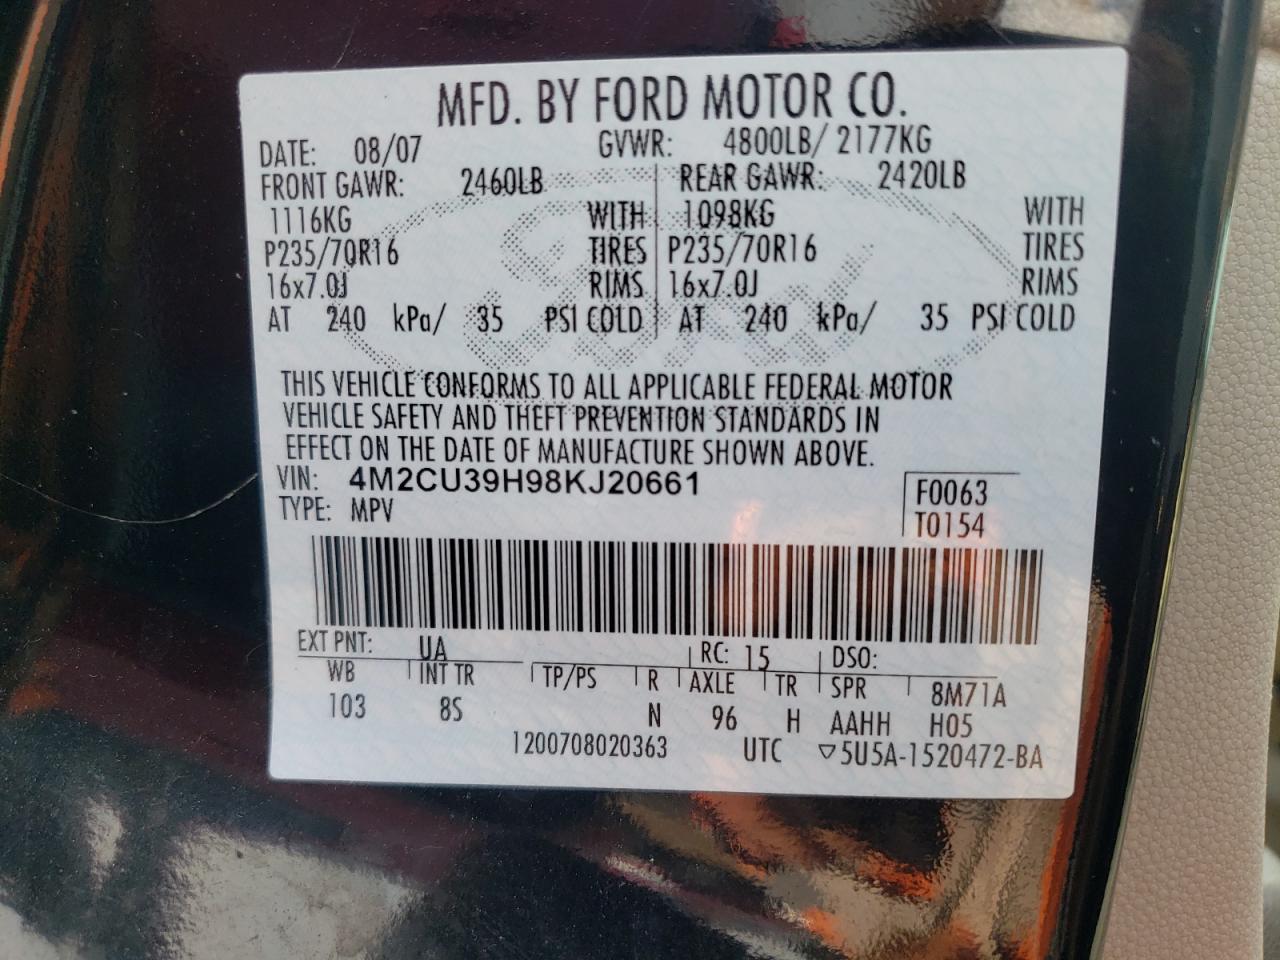 MFD. BY FORD MOTOR CO.
DATE: 08/07 GVWR: 4800LB/ 2177KG
FRONT GAWR: 2460LB REAR GAWR: 2420LB
1116KG WITH 1098KG WITH
P235/70R16 TIRES P235/70R16 TIRES
16x7.0J RIMS 16x7.0J RIMS
AT 240 kPa/ 35 PSI COLD AT 240 kPa/ 35 PSI COLD
Ford
THIS VEHICLE CONFORMS TO ALL APPLICABLE FEDERAL MOTOR
VEHICLE SAFETY AND THEFT PREVENTION STANDARDS IN
EFFECT ON THE DATE OF MANUFACTURE SHOWN ABOVE.
VIN: 4M2CU39H98KJ20661
TYPE: MPV
F0063
T0154
EXT PNT: UA RC: 15 DSO:
WB INT TR TP/PS R AXLE TR SPR 8M71A
103 8S N 96 H AAHH H05
1200708020363 UTC ▽5U5A-1520472-BA